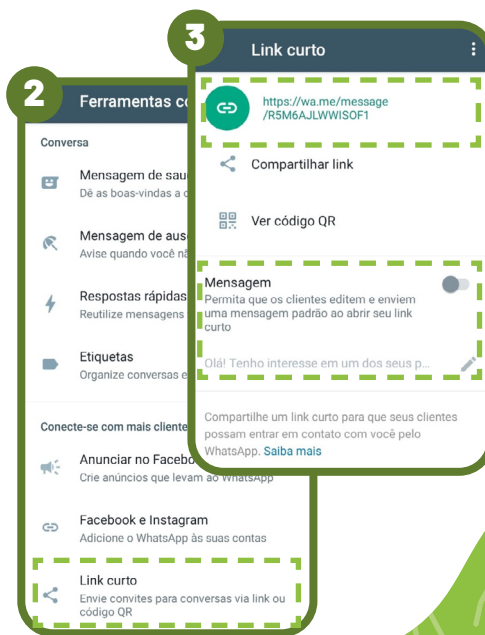 2
Ferramentas co
Conversa
Mensagem de sau
Dê as boas-vindas a c
Mensagem de aus
Avise quando você nã
Respostas rápidas
Reutilize mensagens
Etiquetas
Organize conversas e
Conecte-se com mais cliente
Anunciar no Facebo
Crie anúncios que levam ao WhatsApp
Facebook e Instagram
Adicione o WhatsApp às suas contas
Link curto
Envie convites para conversas via link ou
código QR
3
Link curto
https://wa.me/message
/R5M6AJLWWISOF1
Compartilhar link
Ver código QR
Mensagem
Permita que os clientes editem e enviem
uma mensagem padrão ao abrir seu link
curto
Olá! Tenho interesse em um dos seus p...
Compartilhe um link curto para que seus clientes
possam entrar em contato com você pelo
WhatsApp. Saiba mais